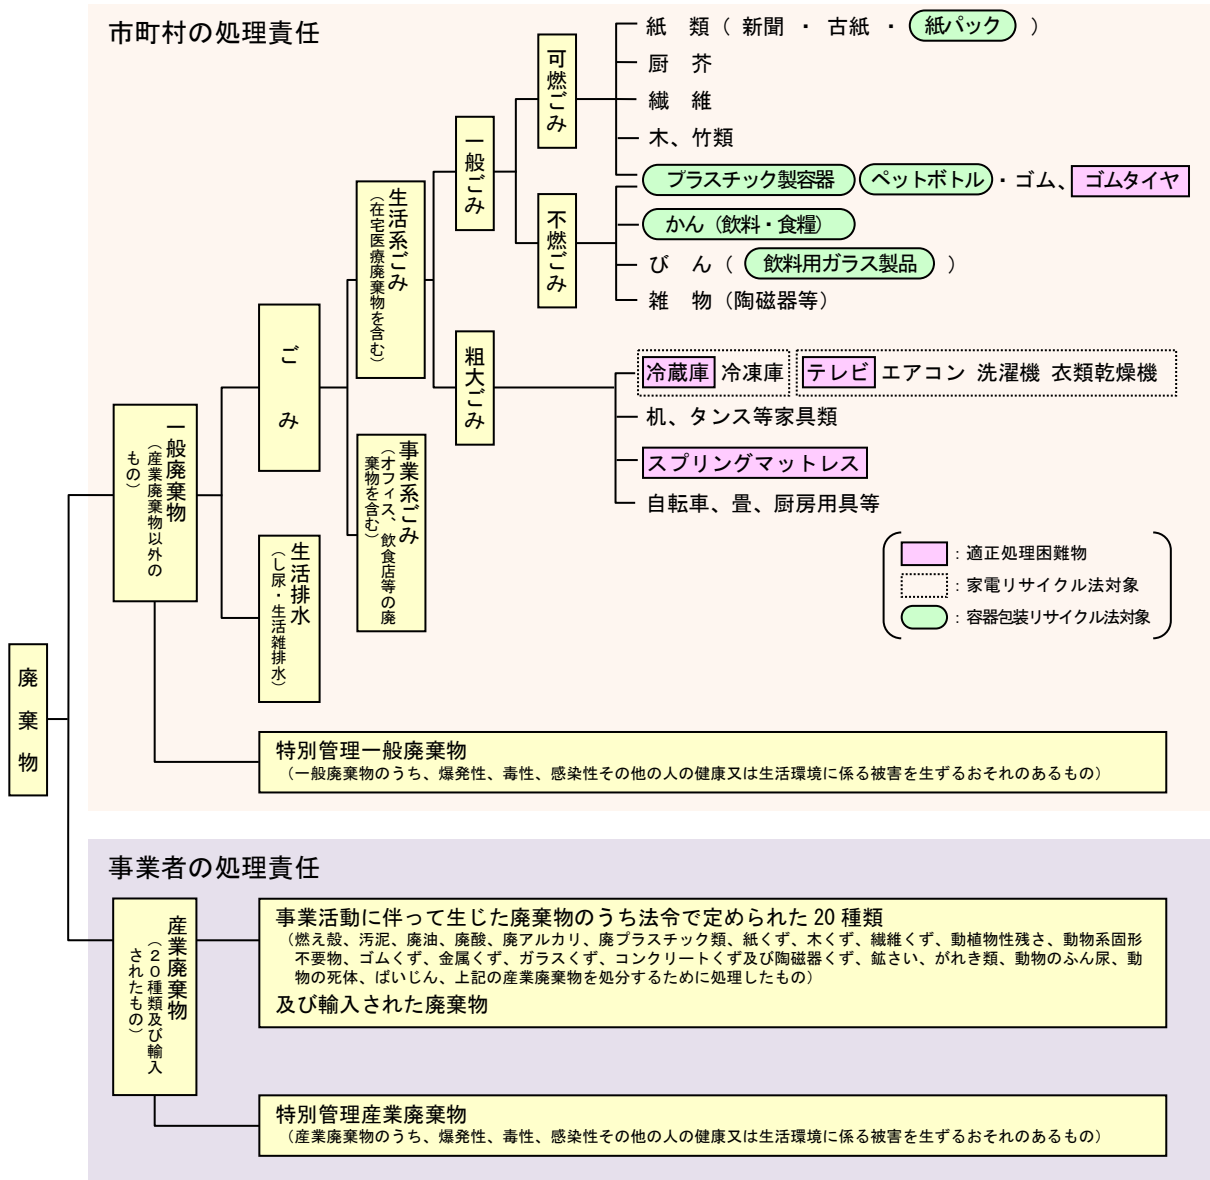 市町村の処理責任
紙　類（ 新聞 ・ 古紙 ・ 紙パック ）
厨　芥
繊　維
木、竹類
プラスチック製容器 ペットボトル・ゴム、ゴムタイヤ
かん（飲料・食糧）
び　ん（ 飲料用ガラス製品 ）
雑　物（陶磁器等）
可燃ごみ
不燃ごみ
一般ごみ
粗大ごみ
生活系ごみ
（在宅医療廃棄物を含む）
冷蔵庫 冷凍庫 テレビ エアコン 洗濯機 衣類乾燥機
机、タンス等家具類
スプリングマットレス
自転車、畳、厨房用具等
ごみ
事業系ごみ
（オフィス、飲食店等の廃
棄物を含む）
一般廃棄物
（産業廃棄物以外の
もの）
生活排水
（し尿・生活雑排水）
：適正処理困難物
：家電リサイクル法対象
：容器包装リサイクル法対象
廃棄物
特別管理一般廃棄物
（一般廃棄物のうち、爆発性、毒性、感染性その他の人の健康又は生活環境に係る被害を生ずるおそれのあるもの）
事業者の処理責任
産業廃棄物
（２０種類及び輸入
されたもの）
事業活動に伴って生じた廃棄物のうち法令で定められた 20 種類
（燃え殻、汚泥、廃油、廃酸、廃アルカリ、廃プラスチック類、紙くず、木くず、繊維くず、動植物性残さ、動物系固形
不要物、ゴムくず、金属くず、ガラスくず、コンクリートくず及び陶磁器くず、鉱さい、がれき類、動物のふん尿、動
物の死体、ばいじん、上記の産業廃棄物を処分するために処理したもの）
及び輸入された廃棄物
特別管理産業廃棄物
（産業廃棄物のうち、爆発性、毒性、感染性その他の人の健康又は生活環境に係る被害を生ずるおそれのあるもの）